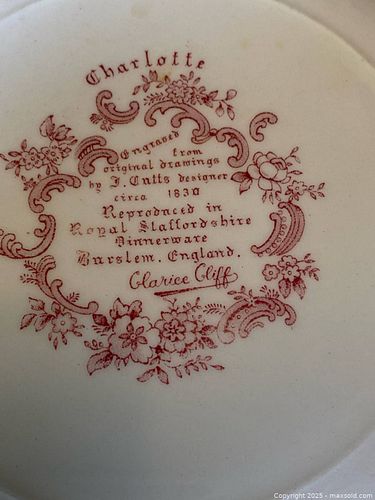 Charlotte
Engraved
from
original drawings
by J. Cutts designer
circa 1830
Reproduced in
Royal Staffordshire
Dinnerware
Burslem. England.
Clarice Cliff
Copyright 2025 - maxsold.com